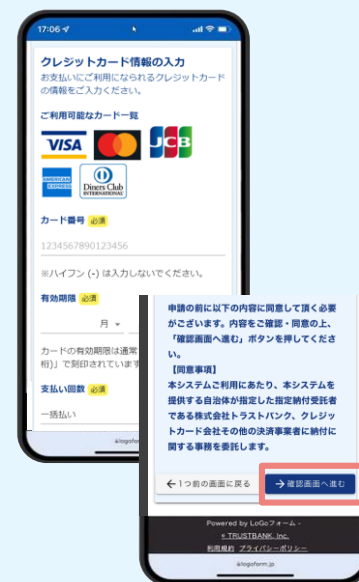 17:06
クレジットカード情報の入力
お支払いにご利用になられるクレジットカード
の情報をご入力ください。
ご利用可能なカード一覧
VISA
mastercard
JCB
AMERICAN EXPRESS
Diners Club
INTERNATIONAL
カード番号 必須
1234567890123456
※ハイフン (-) は入力しないでください。
有効期限 必須
月
カードの有効期限は通常
桁)」で刻印されています
支払い回数 必須
一括払い
申請の前に以下の内容に同意して頂く必要
がございます。内容をご確認・同意の上、
「確認画面へ進む」ボタンを押してくださ
い。
【同意事項】
本システムご利用にあたり、本システムを
提供する自治体が指定した指定納付受託者
である株式会社トラストバンク、クレジッ
トカード会社その他の決済事業者に納付に
関する事務を委託します。
←1つ前の画面に戻る
→確認画面へ進む
Powered by LoGoフォーム -
c TRUSTBANK, Inc.
利用規約 プライバシーポリシー
logoform.jp